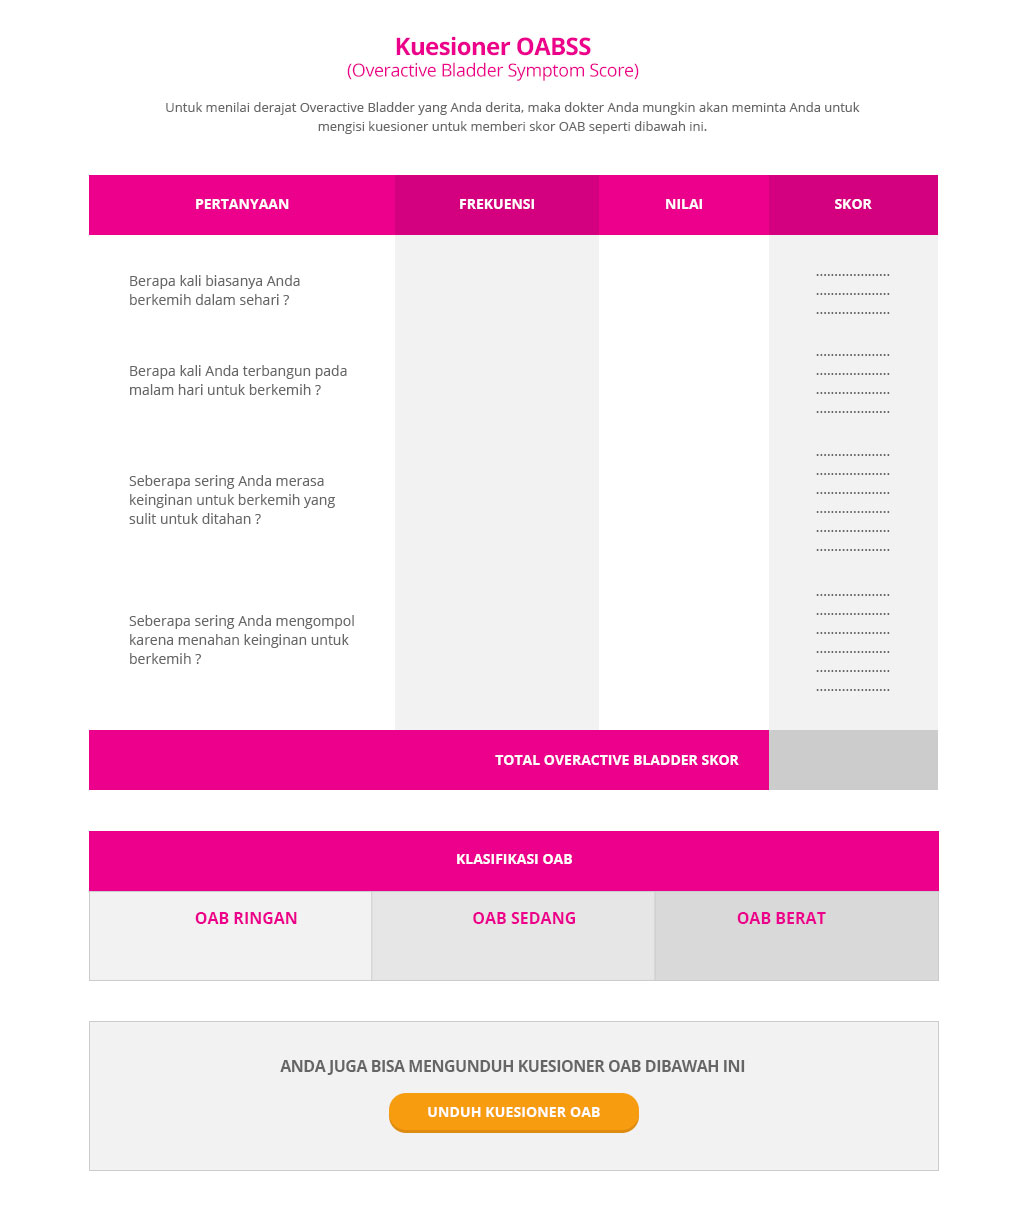 Kuesioner OABSS
(Overactive Bladder Symptom Score)
Untuk menilai derajat Overactive Bladder yang Anda derita, maka dokter Anda mungkin akan meminta Anda untuk
mengisi kuesioner untuk memberi skor OAB seperti dibawah ini.
PERTANYAAN FREKUENSI NILAI SKOR
Berapa kali biasanya Anda
berkemih dalam sehari ?
....................
....................
....................
Berapa kali Anda terbangun pada
malam hari untuk berkemih ?
....................
....................
....................
....................
Seberapa sering Anda merasa
keinginan untuk berkemih yang
sulit untuk ditahan ?
....................
....................
....................
....................
....................
....................
Seberapa sering Anda mengompol
karena menahan keinginan untuk
berkemih ?
....................
....................
....................
....................
....................
....................
TOTAL OVERACTIVE BLADDER SKOR
KLASIFIKASI OAB
OAB RINGAN OAB SEDANG OAB BERAT
ANDA JUGA BISA MENGUNDUH KUESIONER OAB DIBAWAH INI
UNDUH KUESIONER OAB